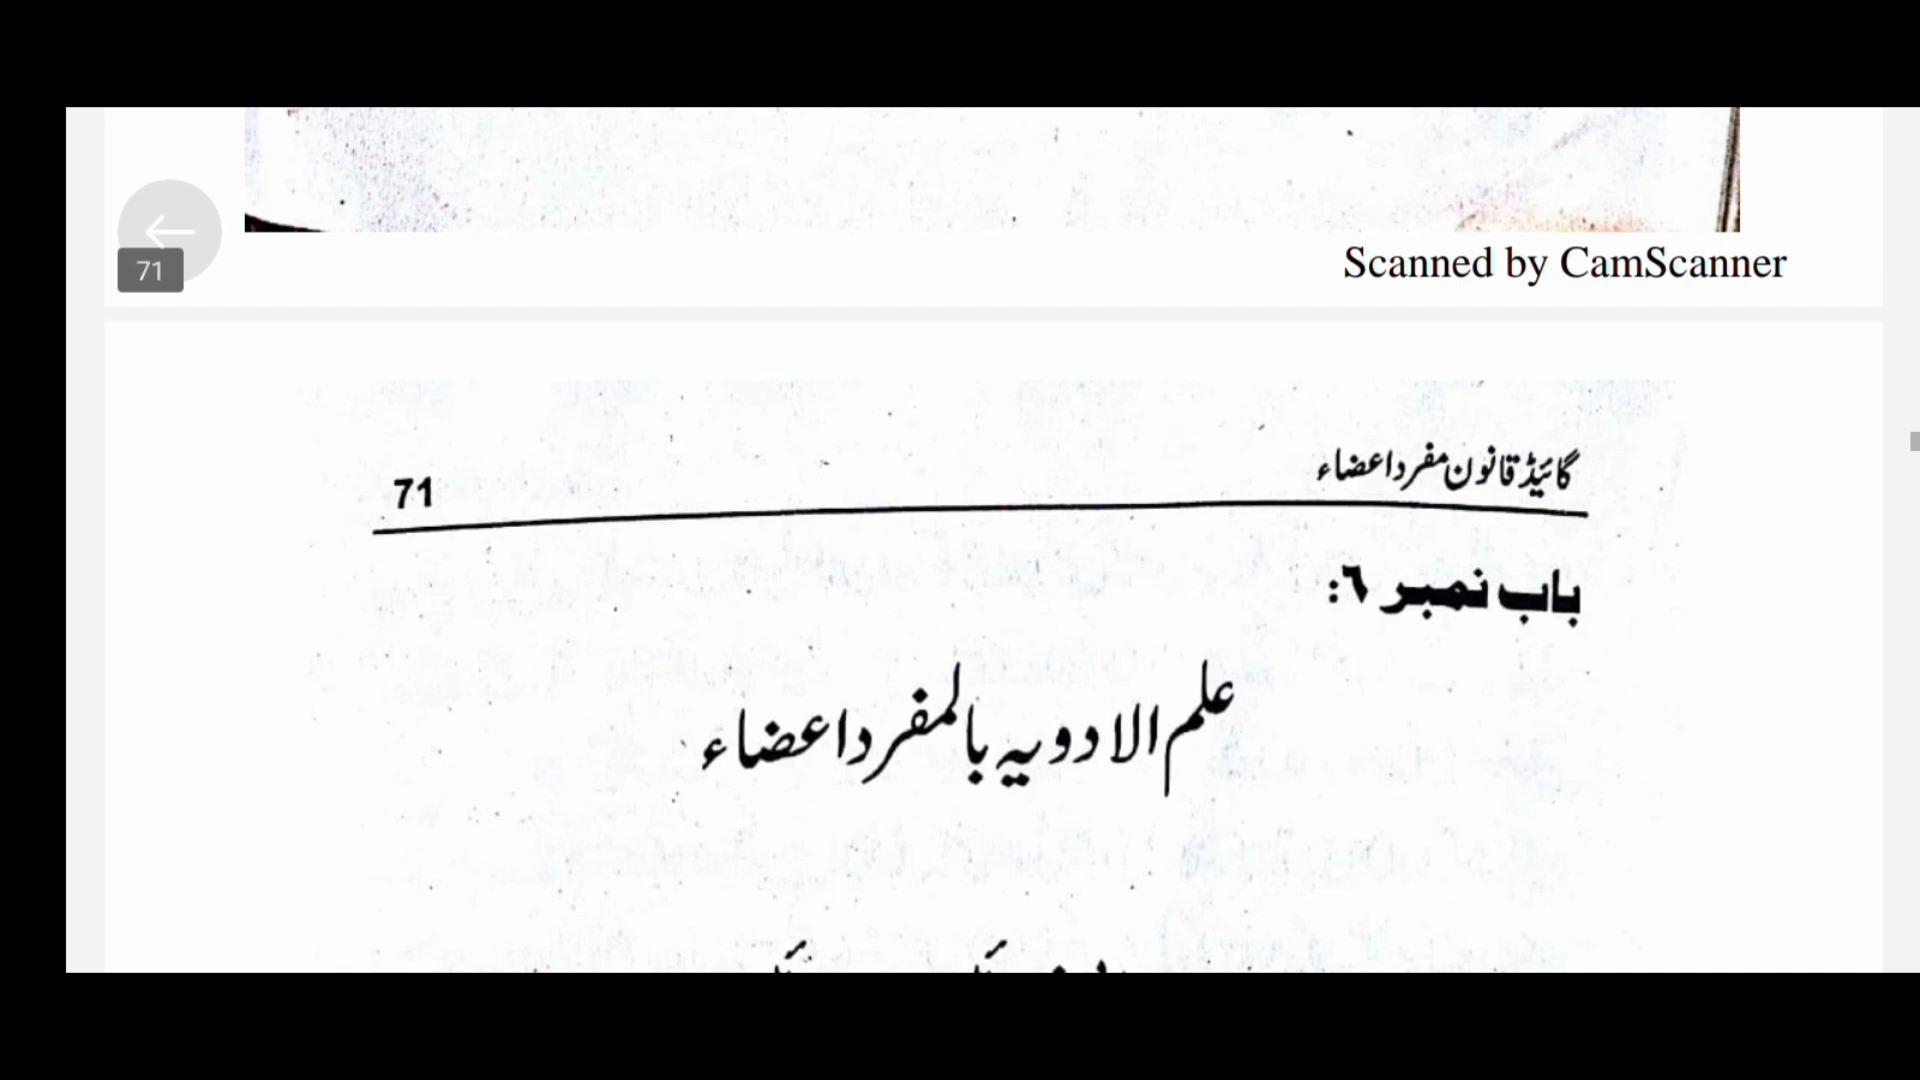 71
Scanned by CamScanner
گائیڈ قانون مفرد اعضاء
71
باب نمبر ٦:
علم الادویہ بالمفرد اعضاء